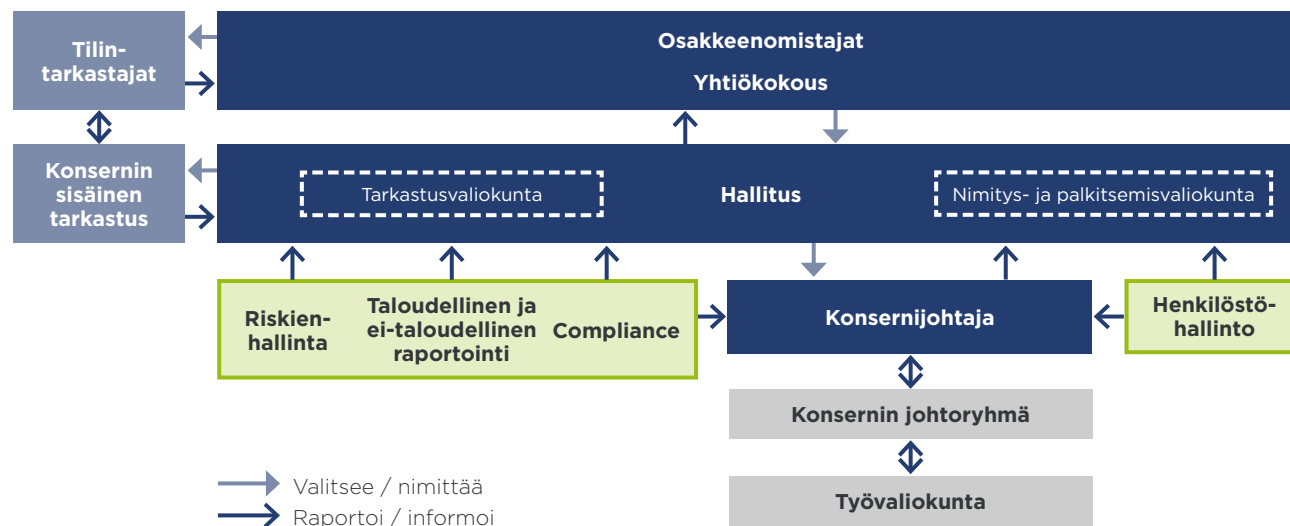 Tilin-
tarkastajat
Osakkeenomistajat
Yhtiökokous
Konsernin
sisäinen
tarkastus
Tarkastusvaliokunta
Hallitus
Nimitys- ja palkitsemisvaliokunta
Riskien-
hallinta
Taloudellinen ja
ei-taloudellinen
raportointi
Compliance
Konsernijohtaja
Henkilöstö-
hallinto
Konsernin johtoryhmä
Työvaliokunta
Valitsee / nimittää
Raportoi / informoi